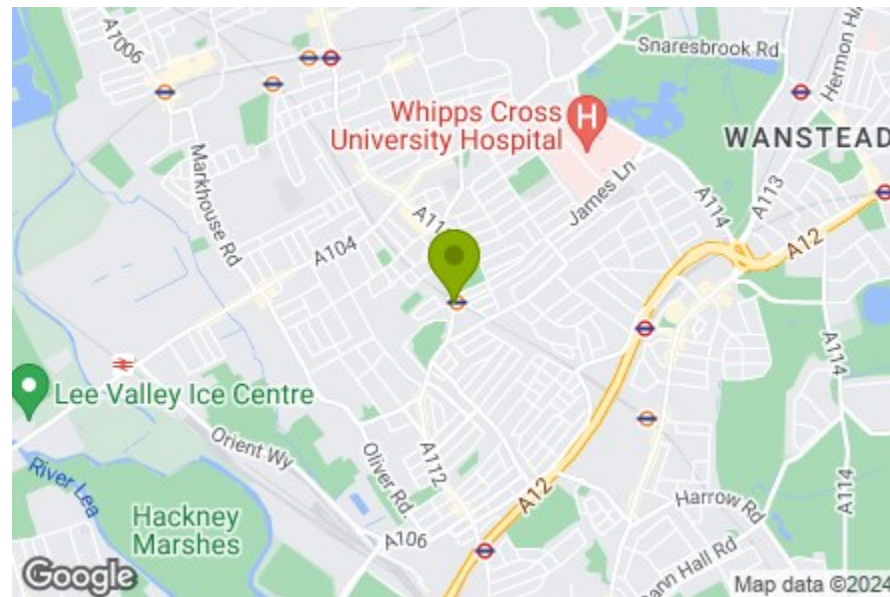 A7006
Snaresbrook Rd
Hermon H
Whipps Cross
University Hospital
H
WANSTEAD
Markhouse Rd
James Ln
A114
A113
A11
A104
A12
Lee Valley Ice Centre
A114
Orient Wy
River Lea
Oliver Rd.
A112
A12
A114
Hackney
Marshes
A106
Harrow Rd
ann Hall Rd
Google
Map data ©2024